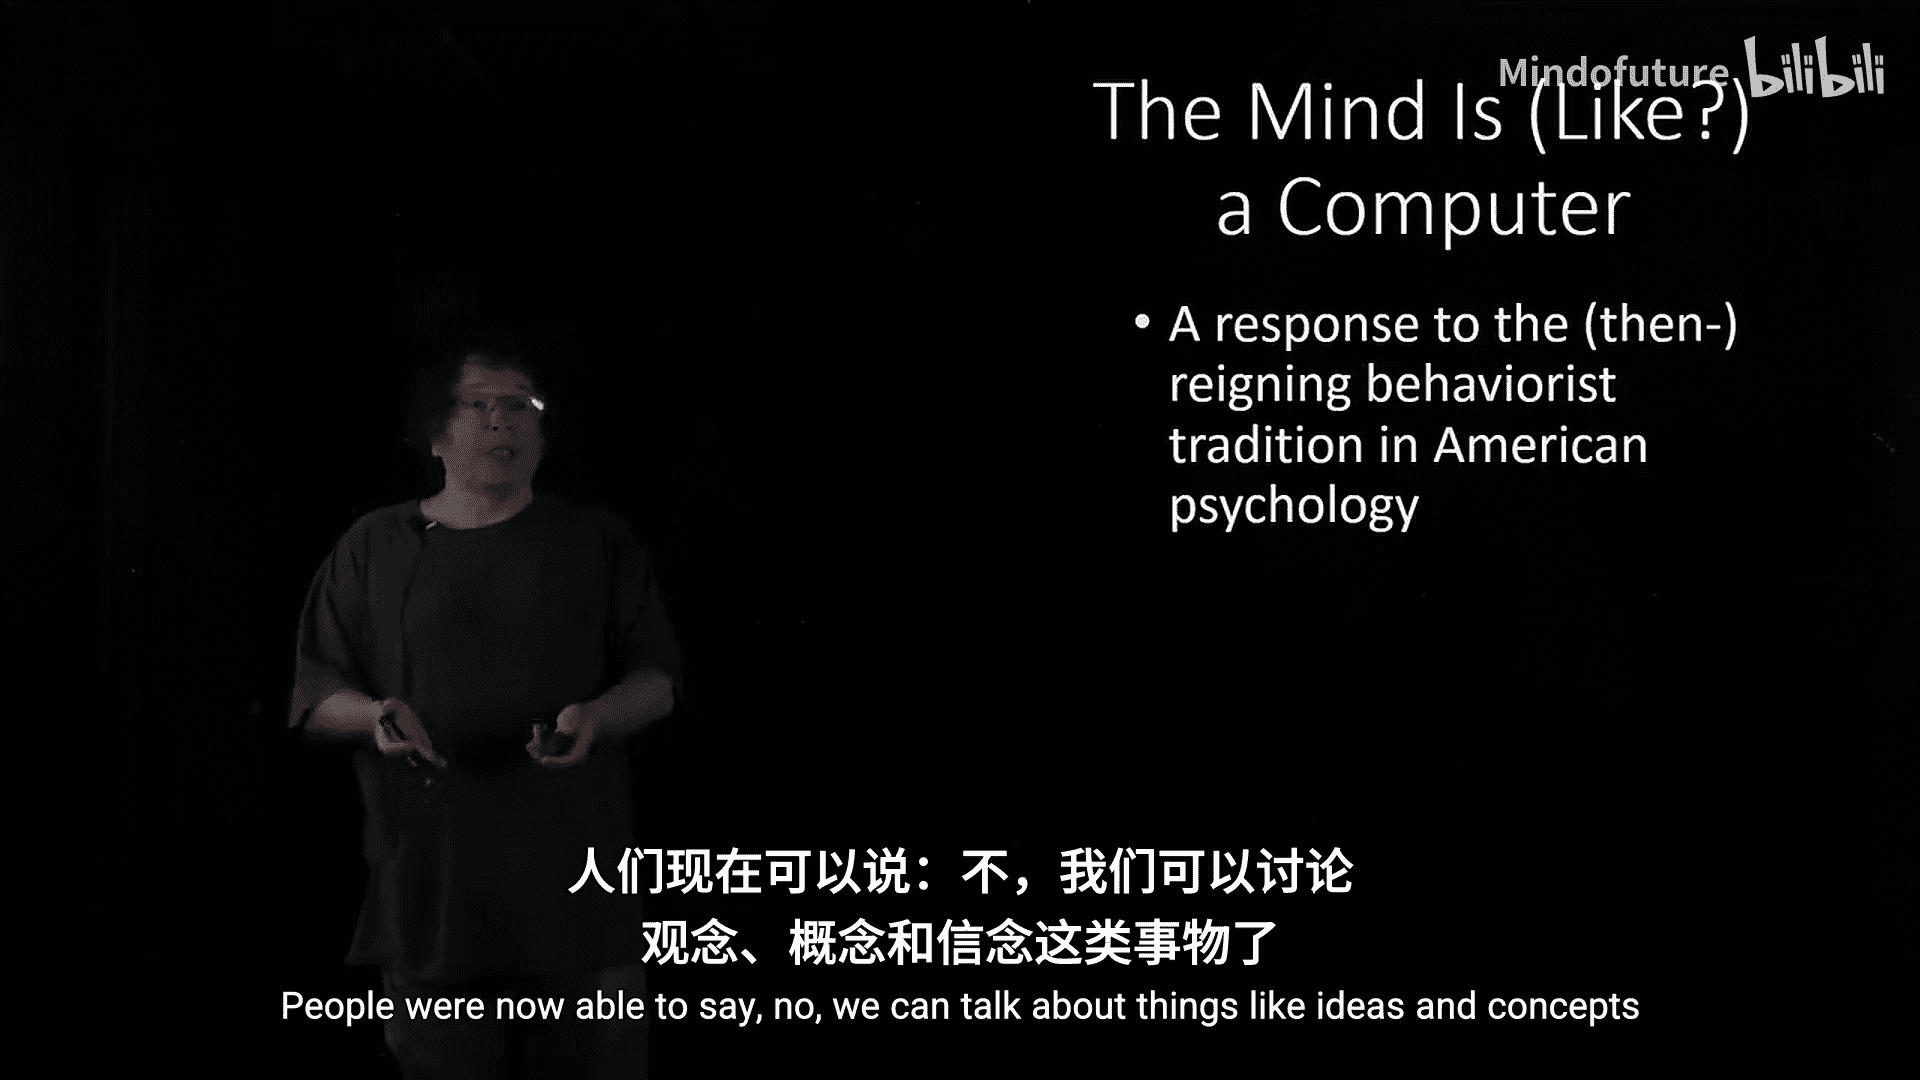 Mindofuture bilibili
The Mind Is (Like?)
a Computer
• A response to the (then-)
reigning behaviorist
tradition in American
psychology
人们现在可以说：不，我们可以讨论
观念、概念和信念这类事物了
People were now able to say, no, we can talk about things like ideas and concepts